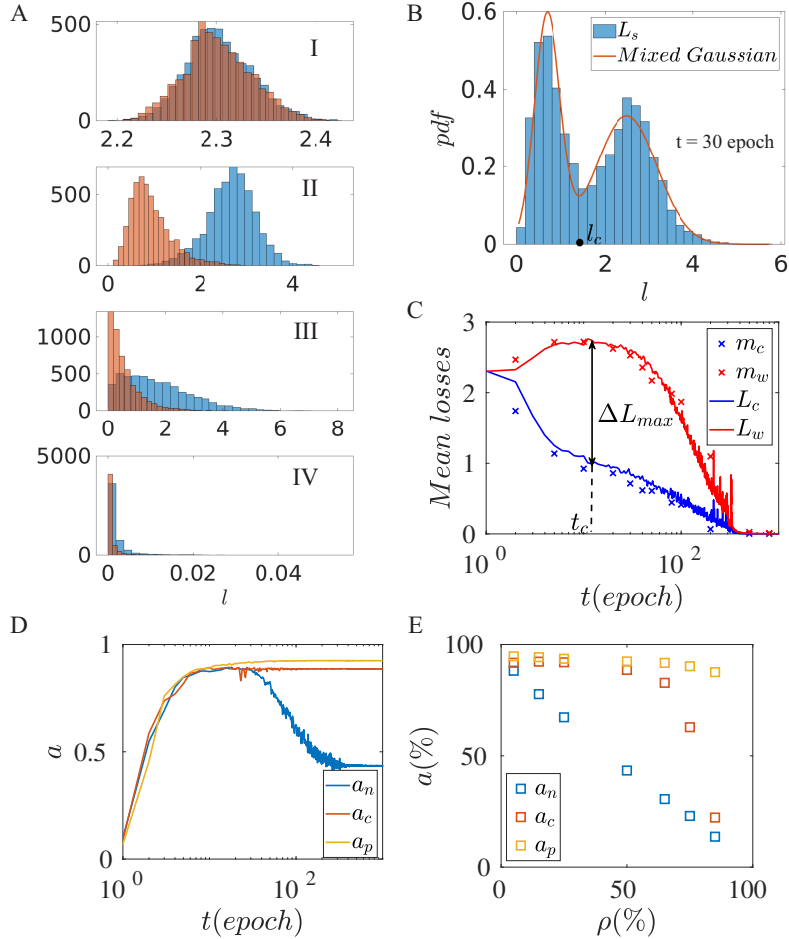 A
500
0
2.2
2.3
2.4
I
500
0
0
2
4
II
1000
500
0
0
2
4
6
8
III
5000
0
0
0.02
0.04
IV
l
B
0.6
0.4
0.2
0
0
2
4
6
pdf
l
L_s
Mixed Gaussian
t = 30 epoch
l_c
C
3
2
1
0
10^0
10^2
Mean losses
t(epoch)
m_c
m_w
L_c
L_w
ΔL_max
t_c
D
1
0.5
0
10^0
10^2
a
t(epoch)
a_n
a_c
a_p
E
100
50
0
0
50
100
a(%)
ρ(%)
a_n
a_c
a_p